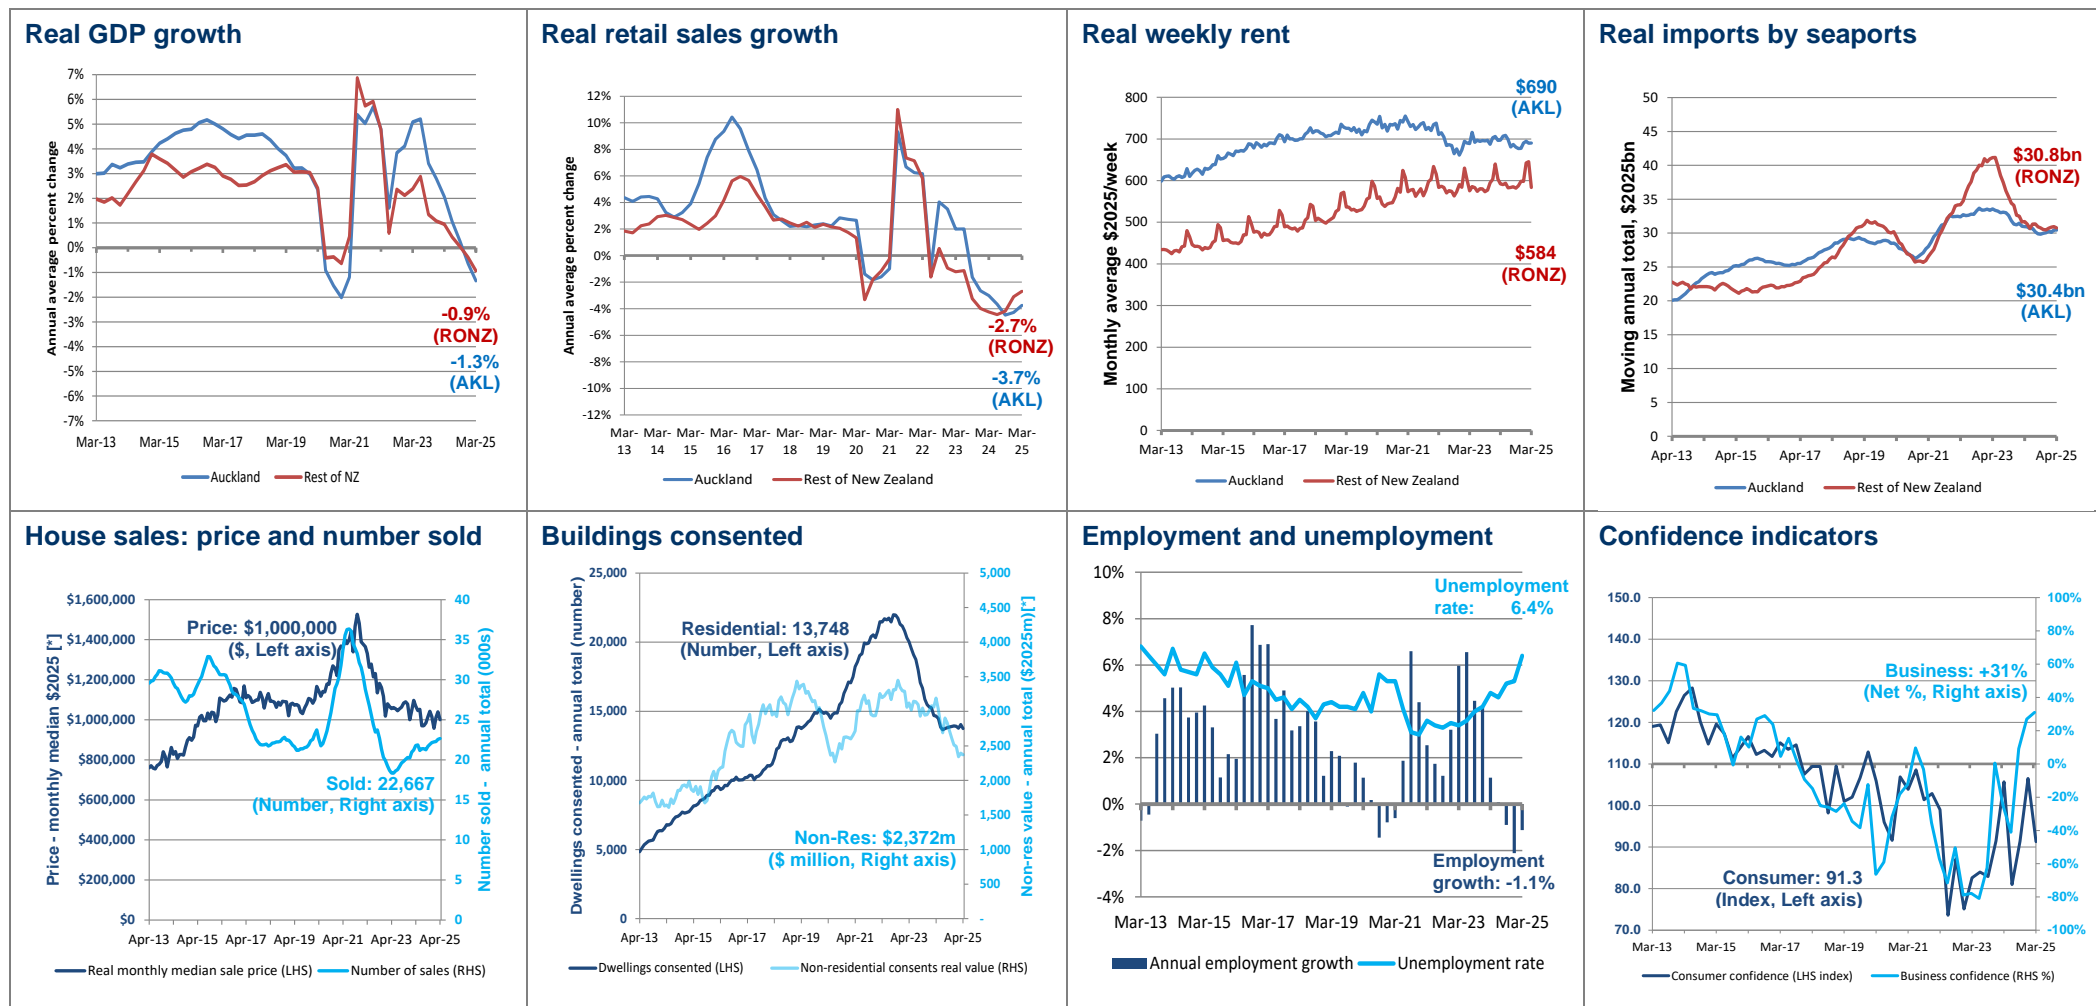 Real GDP growth
Annual average percent change
7%
6%
5%
4%
3%
2%
1%
0%
-1%
-2%
-3%
-4%
-5%
-6%
-7%
-0.9%
(RONZ)
-1.3%
(AKL)
Mar-13 Mar-15 Mar-17 Mar-19 Mar-21 Mar-23 Mar-25
Auckland Rest of NZ
Real retail sales growth
Annual average percent change
12%
10%
8%
6%
4%
2%
0%
-2%
-4%
-6%
-8%
-10%
-12%
-2.7%
(RONZ)
-3.7%
(AKL)
Mar- Mar- Mar- Mar- Mar- Mar- Mar- Mar- Mar- Mar- Mar- Mar- Mar-
13 14 15 16 17 18 19 20 21 22 23 24 25
Auckland Rest of New Zealand
Real weekly rent
Monthly average $2025/week
800
700
600
500
400
300
200
100
0
$690
(AKL)
$584
(RONZ)
Mar-13 Mar-15 Mar-17 Mar-19 Mar-21 Mar-23 Mar-25
Auckland Rest of New Zealand
Real imports by seaports
Moving annual total, $2025bn
50
45
40
35
30
25
20
15
10
5
0
$30.8bn
(RONZ)
$30.4bn
(AKL)
Apr-13 Apr-15 Apr-17 Apr-19 Apr-21 Apr-23 Apr-25
Auckland Rest of New Zealand
House sales: price and number sold
Price - monthly median $2025 [*]
$1,600,000
$1,400,000
$1,200,000
$1,000,000
$800,000
$600,000
$400,000
$200,000
$0
Price: $1,000,000
($, Left axis)
Sold: 22,667
(Number, Right axis)
40
35
30
25
20
15
10
5
0
Number sold - annual total (000s)
Apr-13 Apr-15 Apr-17 Apr-19 Apr-21 Apr-23 Apr-25
Real monthly median sale price (LHS) Number of sales (RHS)
Buildings consented
Dwellings consented - annual total (number)
25,000
20,000
15,000
10,000
5,000
0
Residential: 13,748
(Number, Left axis)
Non-Res: $2,372m
($ million, Right axis)
5,000
4,500
4,000
3,500
3,000
2,500
2,000
1,500
1,000
500
-
Non-res value - annual total ($2025m)[*]
Apr-13 Apr-15 Apr-17 Apr-19 Apr-21 Apr-23 Apr-25
Dwellings consented (LHS) Non-residential consents real value (RHS)
Employment and unemployment
10%
8%
6%
4%
2%
0%
-2%
-4%
Unemployment
rate: 6.4%
Employment
growth: -1.1%
Mar-13 Mar-15 Mar-17 Mar-19 Mar-21 Mar-23 Mar-25
Annual employment growth Unemployment rate
Confidence indicators
150.0
140.0
130.0
120.0
110.0
100.0
90.0
80.0
70.0
Business: +31%
(Net %, Right axis)
Consumer: 91.3
(Index, Left axis)
100%
80%
60%
40%
20%
0%
-20%
-40%
-60%
-80%
-100%
Mar-13 Mar-15 Mar-17 Mar-19 Mar-21 Mar-23 Mar-25
Consumer confidence (LHS index) Business confidence (RHS %)